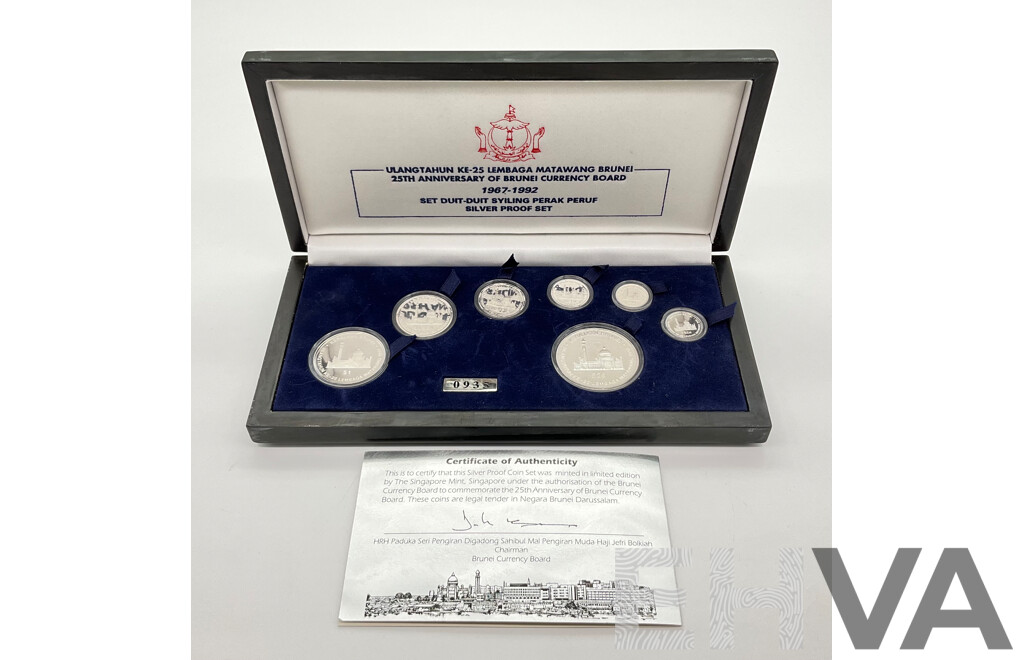 ULANGTAHUN KE-25 LEMBAGA MATAWANG BRUNEI
25TH ANNIVERSARY OF BRUNEI CURRENCY BOARD
1967-1992
SET DUIT-DUIT SYILING PERAK PERUF
SILVER PROOF SET
$1
093
Certificate of Authenticity
This is to certify that this Silver Proof Coin Set was minted in limited edition
by The Singapore Mint, Singapore under the authorisation of the Brunei
Currency Board to commemorate the 25th Anniversary of Brunei Currency
Board. These coins are legal tender in Negara Brunei Darussalam.
HRH Paduka Seri Pengiran Digadong Sahibul Mal Pengiran Muda Haji Jefri Bolkiah
Chairman
Brunei Currency Board
EHVA